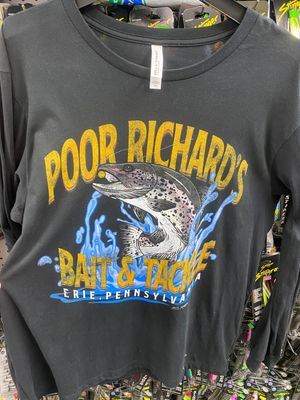 POOR RICHARD'S
BAIT & TACKLE
ERIE, PENNSYLVANIA